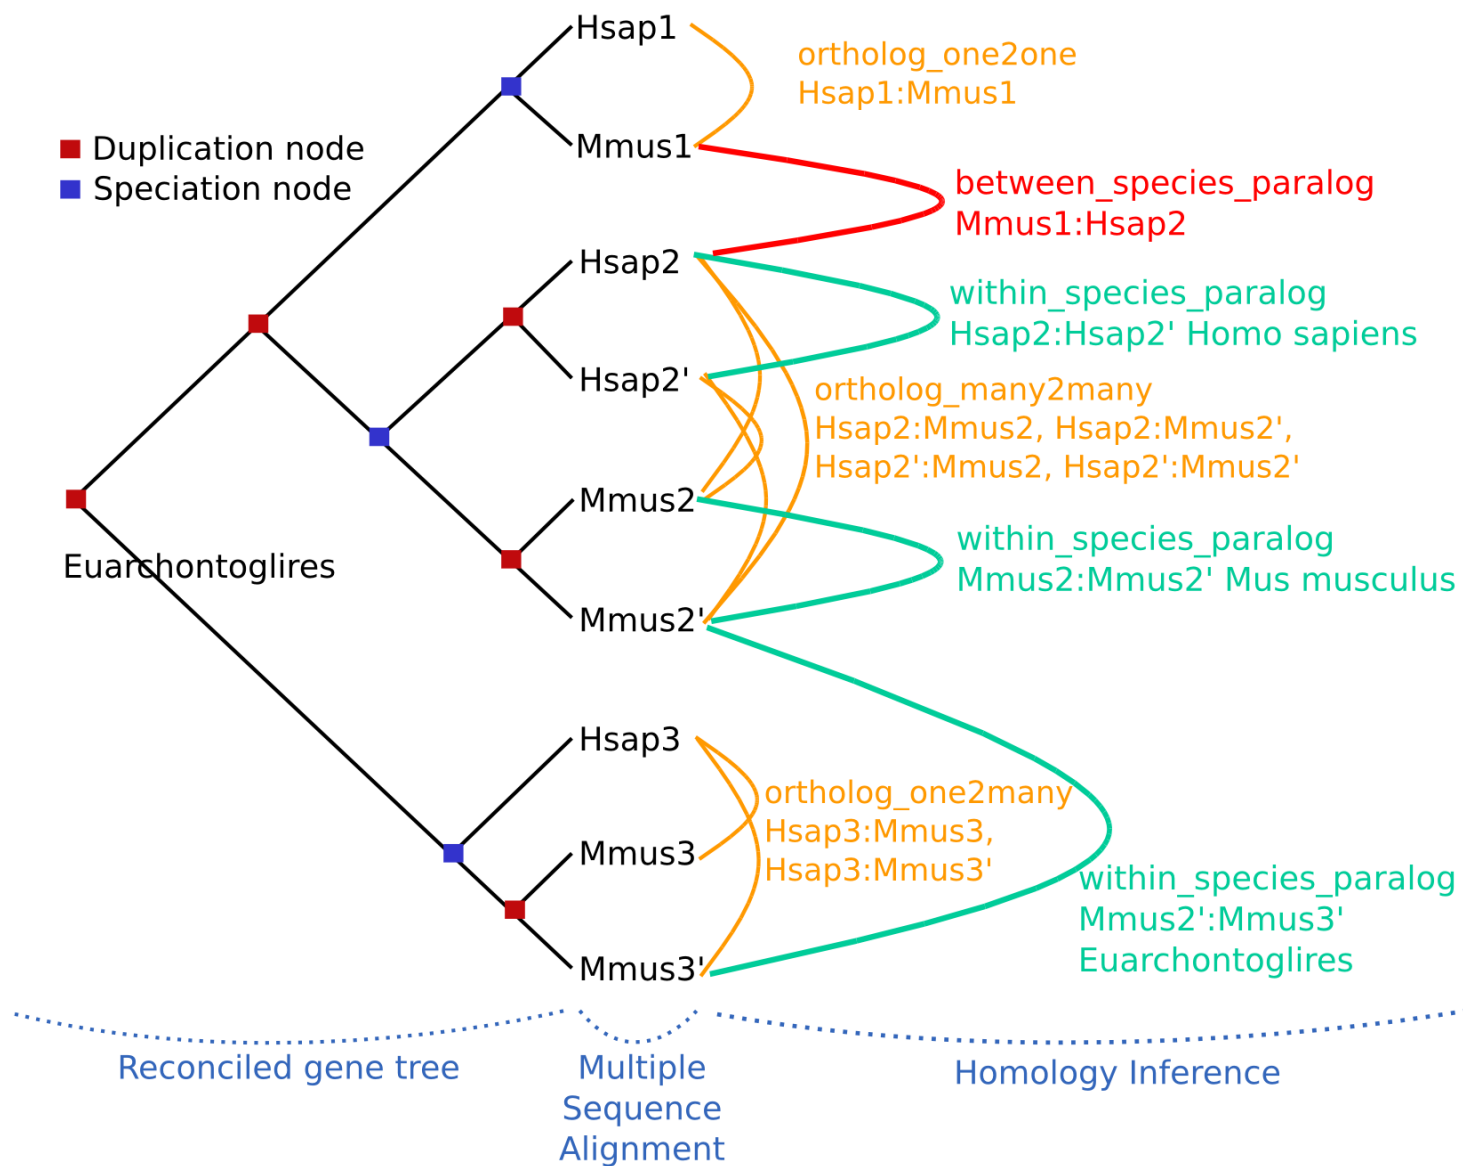 Hsap1
ortholog_one2one
Hsap1:Mmus1
Duplication node
Mmus1
Speciation node
between_species_paralog
Mmus1:Hsap2
Hsap2
within_species_paralog
Hsap2:Hsap2' Homo sapiens
Hsap2'
ortholog_many2many
Hsap2:Mmus2, Hsap2:Mmus2',
Hsap2':Mmus2, Hsap2':Mmus2'
Mmus2
within_species_paralog
Mmus2:Mmus2' Mus musculus
Euarchontoglires
Mmus2'
Hsap3
ortholog_one2many
Hsap3:Mmus3,
Hsap3:Mmus3'
Mmus3
within_species_paralog
Mmus2':Mmus3'
Euarchontoglires
Mmus3'
Reconciled gene tree
Multiple
Sequence
Alignment
Homology Inference